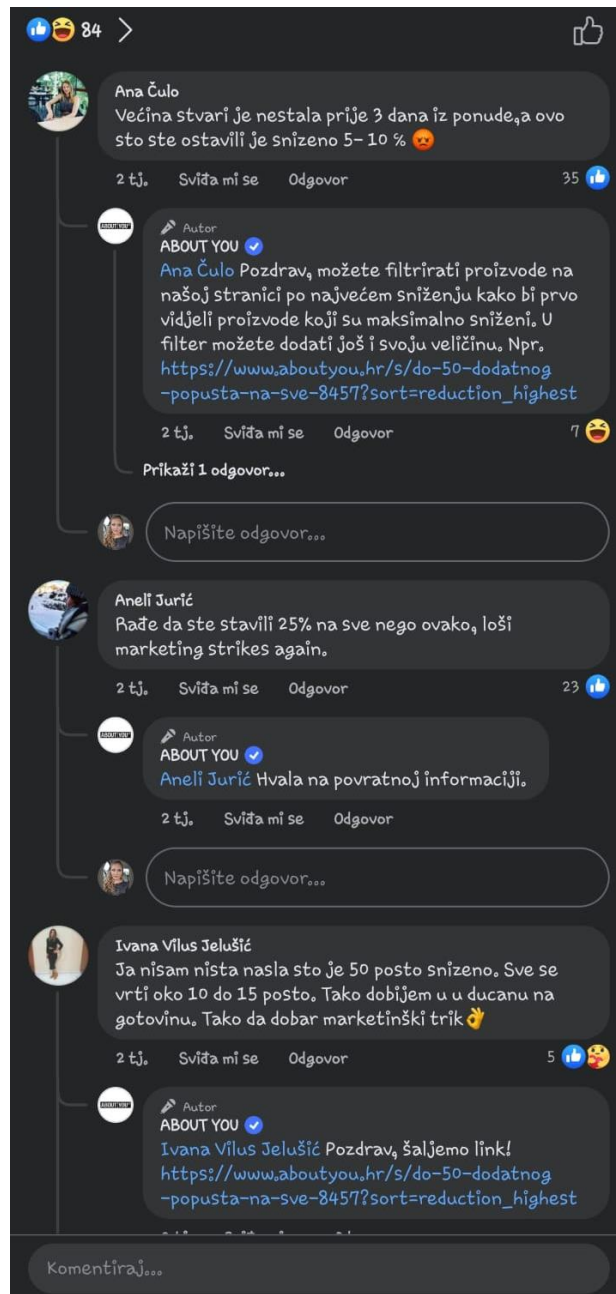 84
Ana Čulo
Većina stvari je nestala prije 3 dana iz ponude,a ovo
sto ste ostavili je snizeno 5-10 % 😡
2 tj. Sviđa mi se Odgovor 35
ABOUT YOU
Autor
ABOUT YOU
Ana Čulo Pozdrav, možete filtrirati proizvode na
našoj stranici po najvećem sniženju kako bi prvo
vidjeli proizvode koji su maksimalno sniženi. U
filter možete dodati još i svoju veličinu. Npr.
https://www.aboutyou.hr/s/do-50-dodatnog
-popusta-na-sve-8457?sort=reduction_highest
2 tj. Sviđa mi se Odgovor 7
Prikaži 1 odgovor...
Napišite odgovor...
Aneli Jurić
Rađe da ste stavili 25% na sve nego ovako, loši
marketing strikes again.
2 tj. Sviđa mi se Odgovor 23
ABOUT YOU
Autor
ABOUT YOU
Aneli Jurić Hvala na povratnoj informaciji.
2 tj. Sviđa mi se Odgovor
Napišite odgovor...
Ivana Vilus Jelušić
Ja nisam nista nasla sto je 50 posto snizeno. Sve se
vrti oko 10 do 15 posto. Tako dobijem u u ducanu na
gotovinu. Tako da dobar marketinški trik👌
2 tj. Sviđa mi se Odgovor 5
ABOUT YOU
Autor
ABOUT YOU
Ivana Vilus Jelušić Pozdrav, šaljemo link!
https://www.aboutyou.hr/s/do-50-dodatnog
-popusta-na-sve-8457?sort=reduction_highest
Komentiraj...